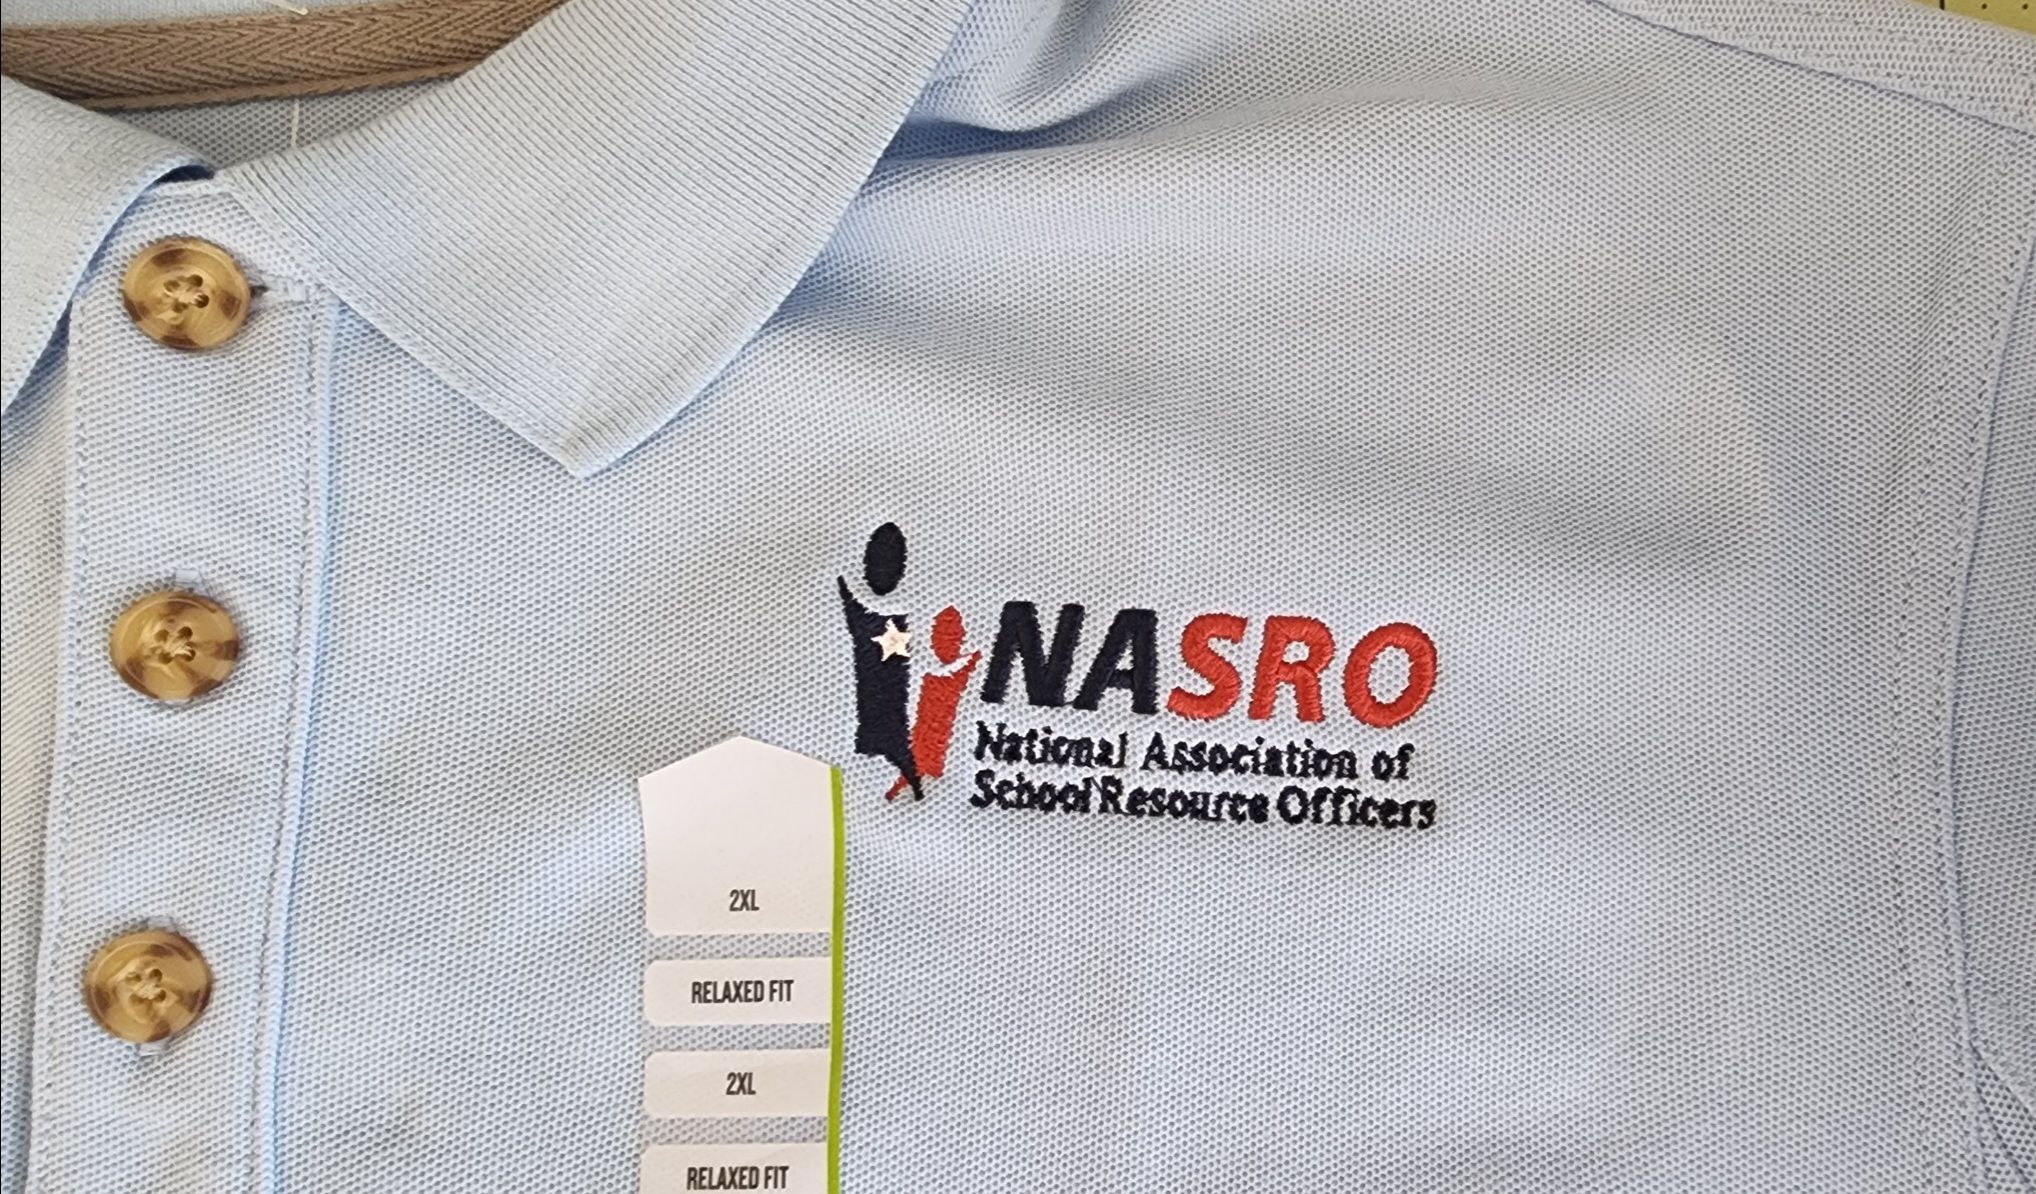 NASRO
National Association of
School Resource Officers
2XL
RELAXED FIT
2XL
RELAXED FIT